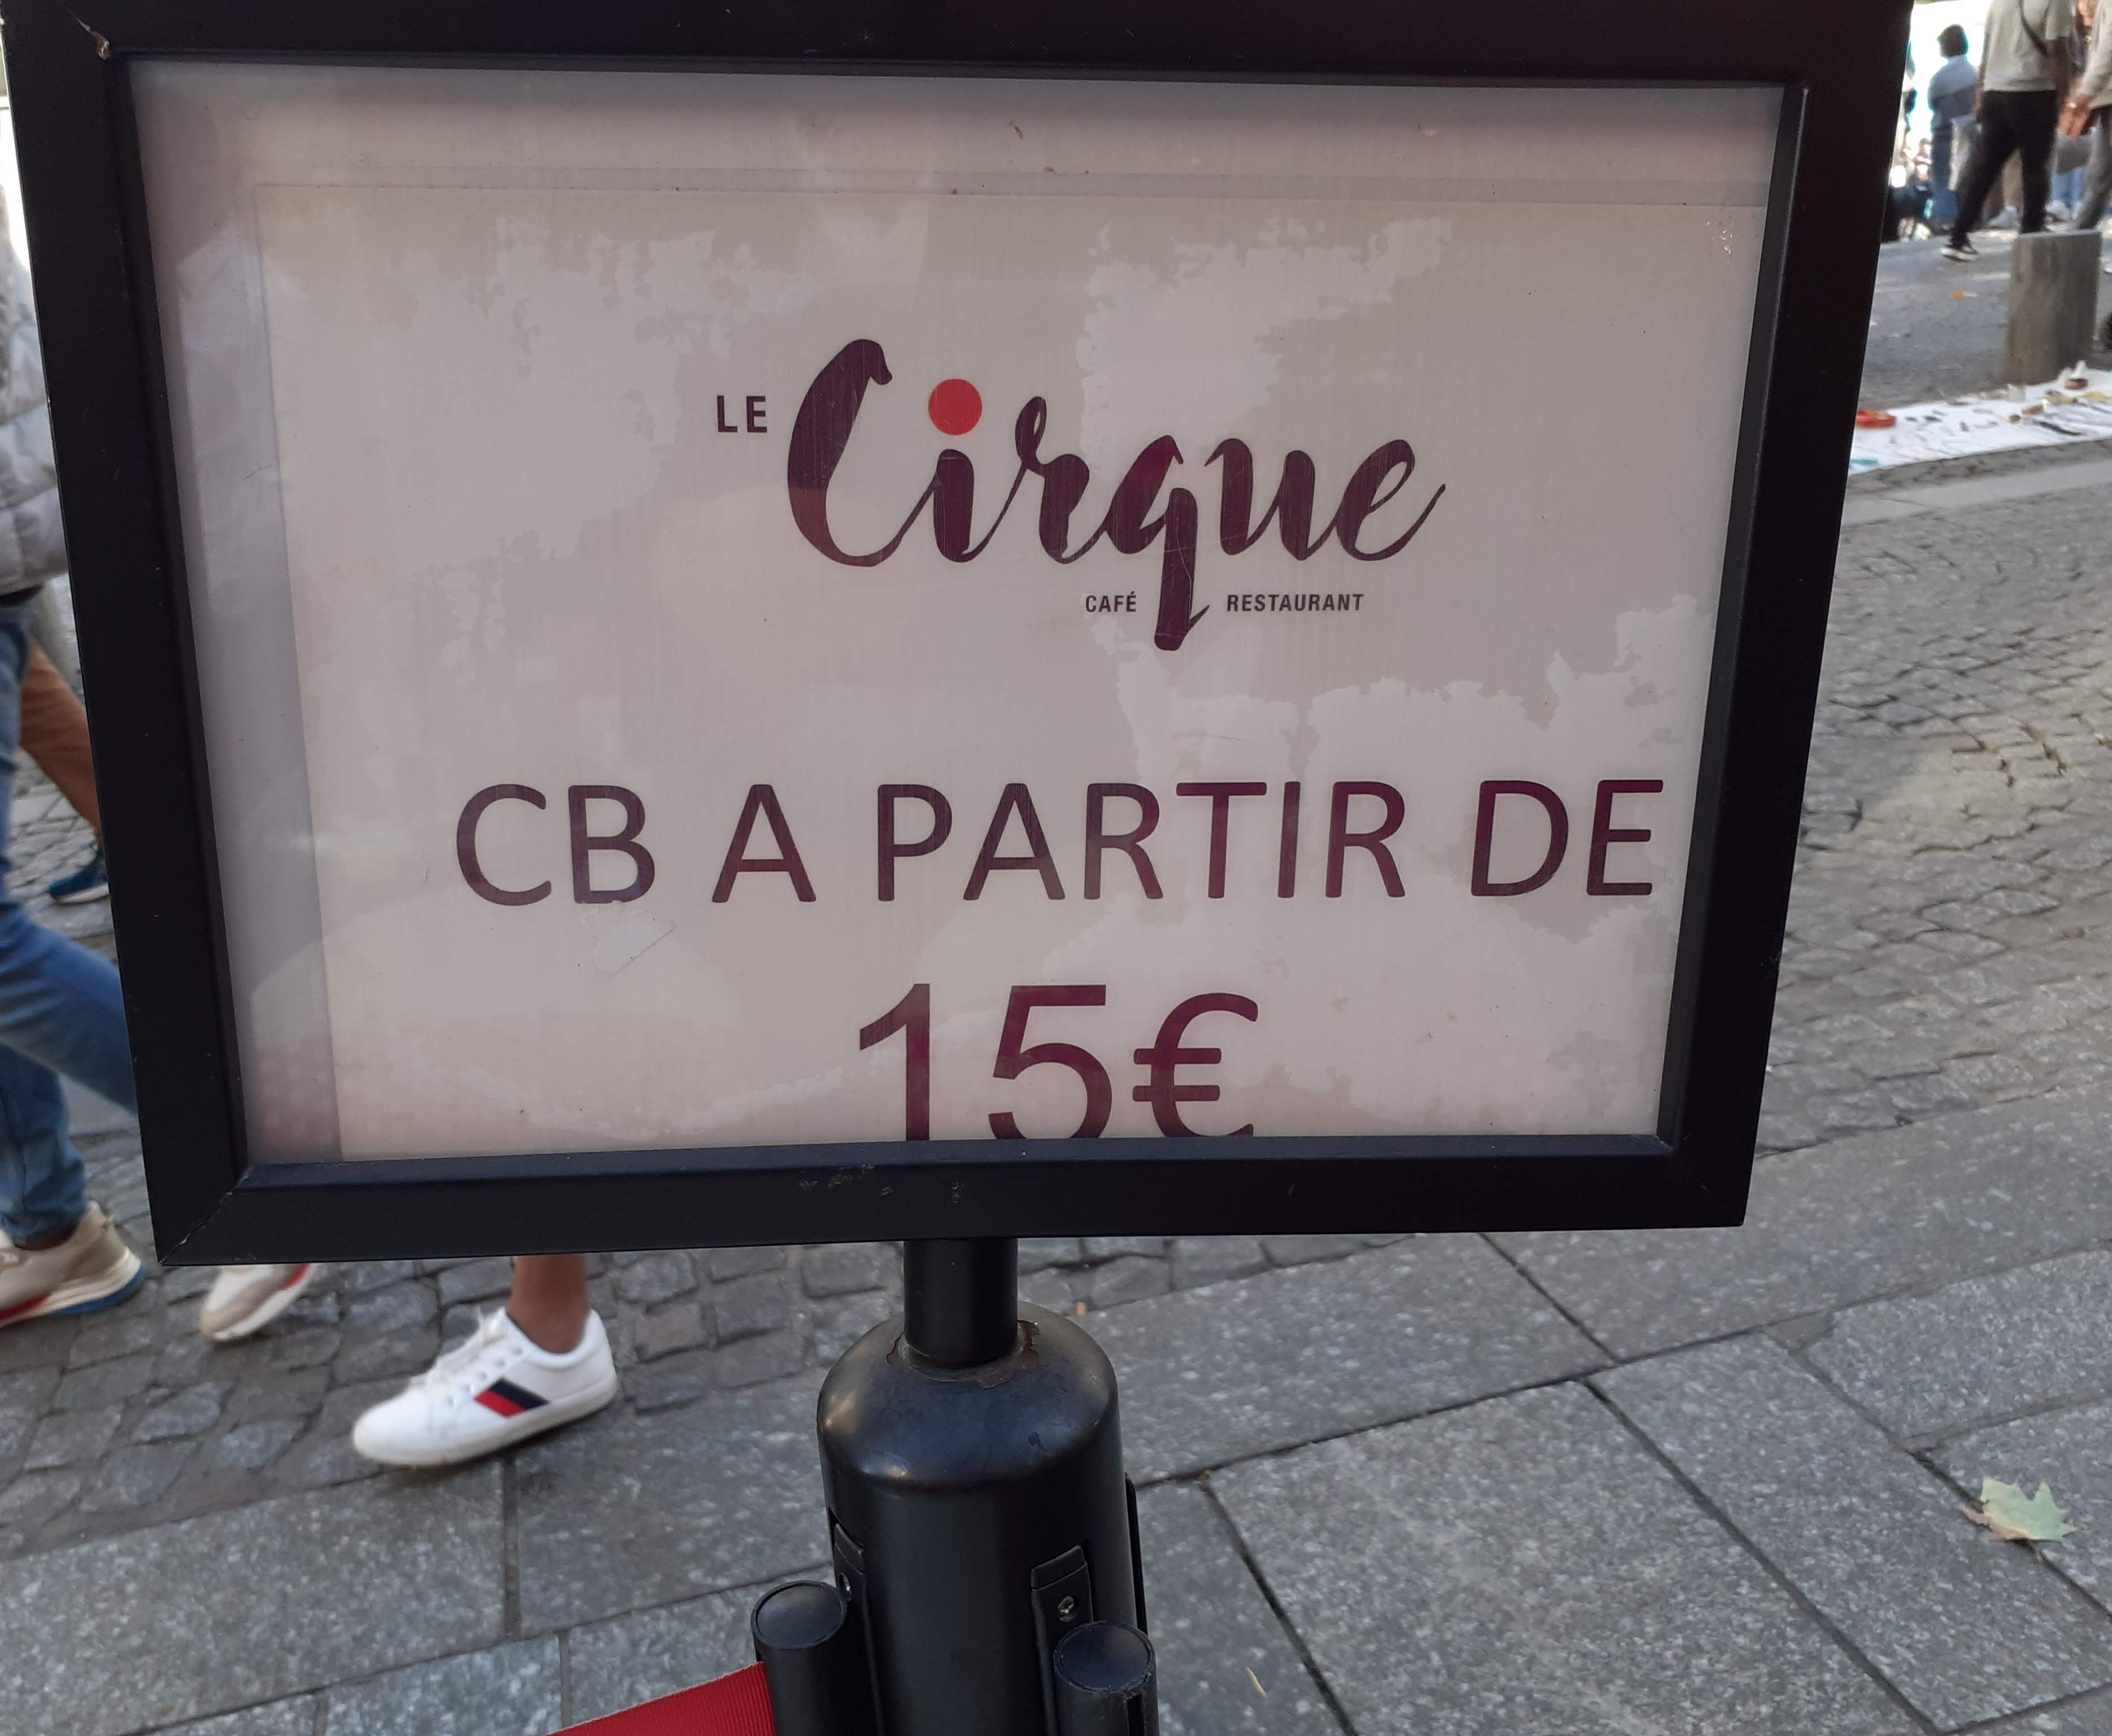 LE Cirque
CAFÉ RESTAURANT
CB A PARTIR DE
15€